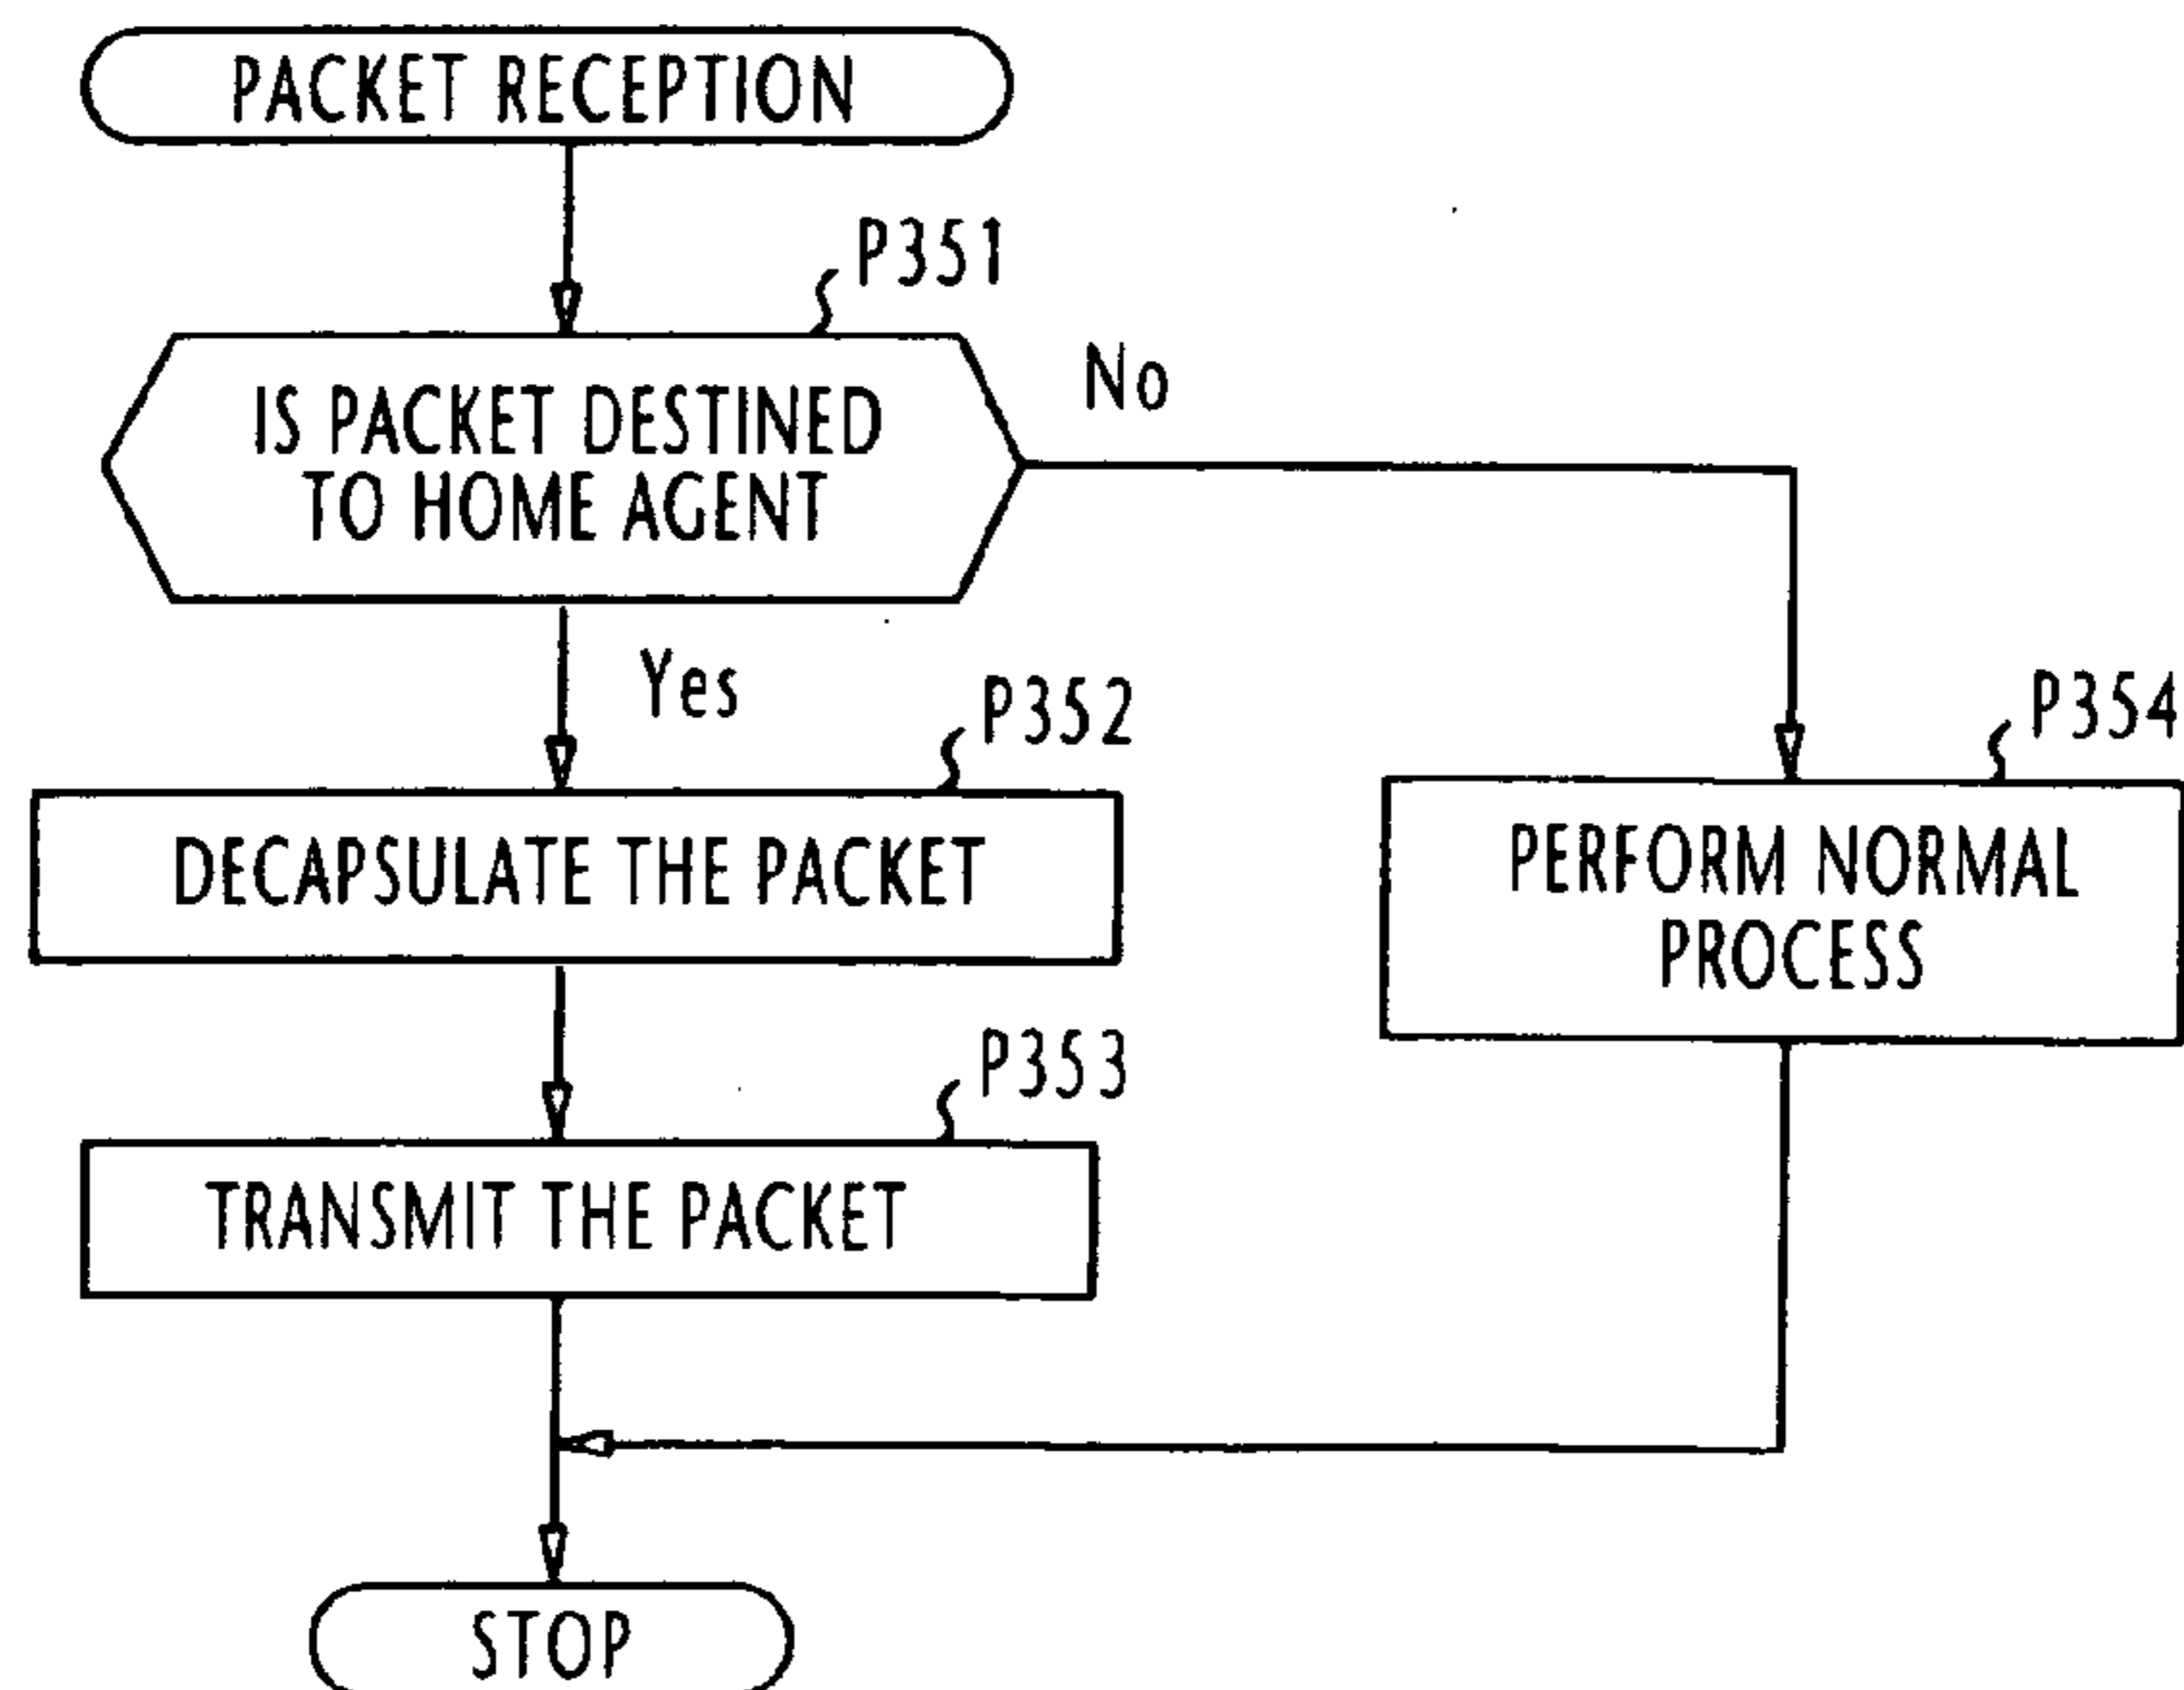 PACKET RECEPTION
P351
IS PACKET DESTINED
TO HOME AGENT
No
Yes
P352
DECAPSULATE THE PACKET
P354
PERFORM NORMAL
PROCESS
P353
TRANSMIT THE PACKET
STOP